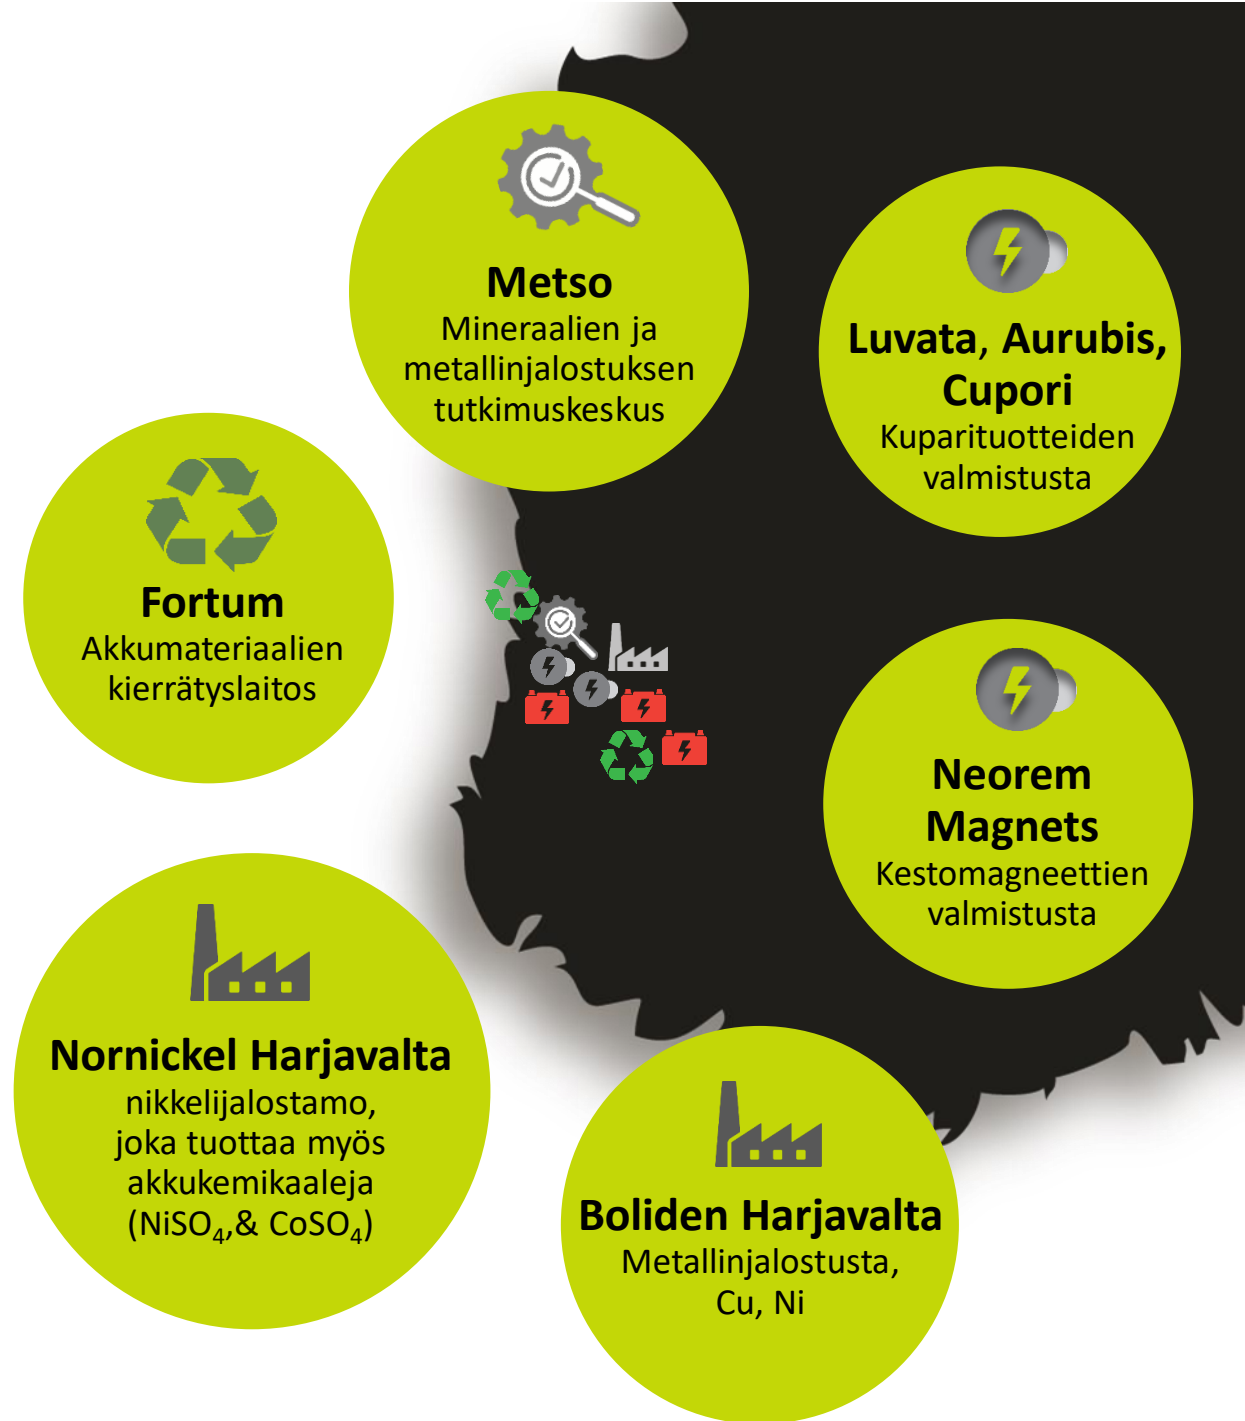 Metso
Mineraalien ja
metallinjalostuksen
tutkimuskeskus
Luvata, Aurubis,
Cupori
Kuparituotteiden
valmistusta
Fortum
Akkumateriaalien
kierrätyslaitos
Neorem
Magnets
Kestomagneettien
valmistusta
Nornickel Harjavalta
nikkelijalostamo,
joka tuottaa myös
akkukemikaaleja
(NiSO₄,& CoSO₄)
Boliden Harjavalta
Metallinjalostusta,
Cu, Ni